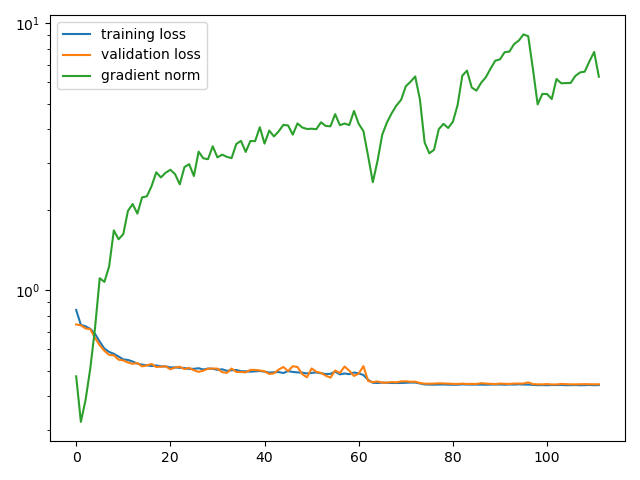 10¹
training loss
validation loss
gradient norm
10⁰
0 20 40 60 80 100